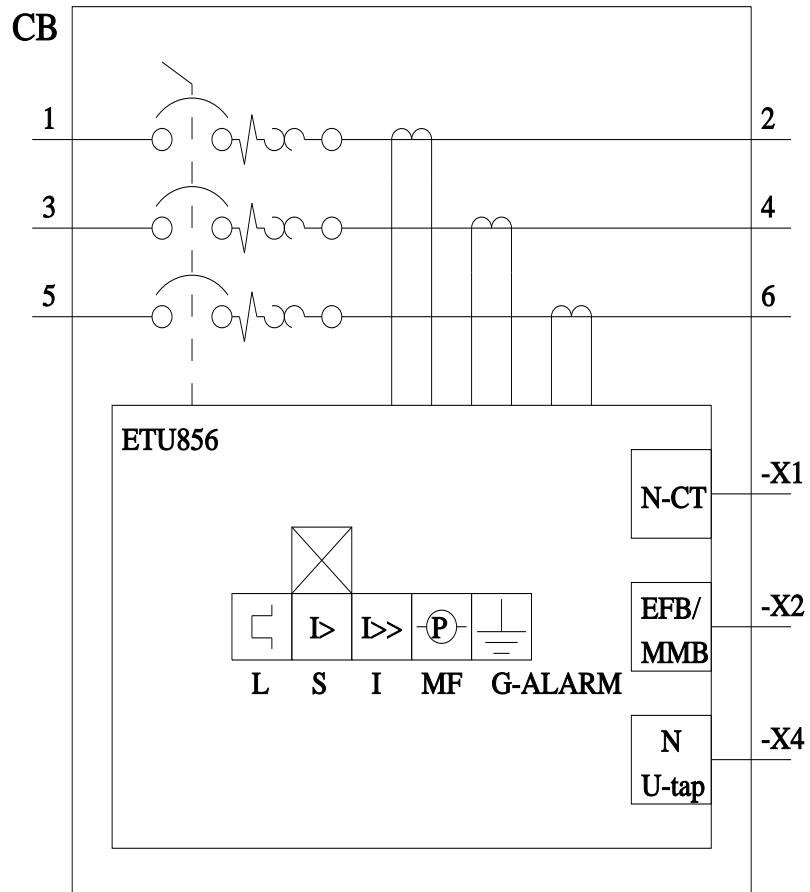 CB
1 2
3 4
5 6
ETU856
N-CT -X1
I> I>> P
EFB/ -X2
MMB
L S I MF G-ALARM
N -X4
U-tap